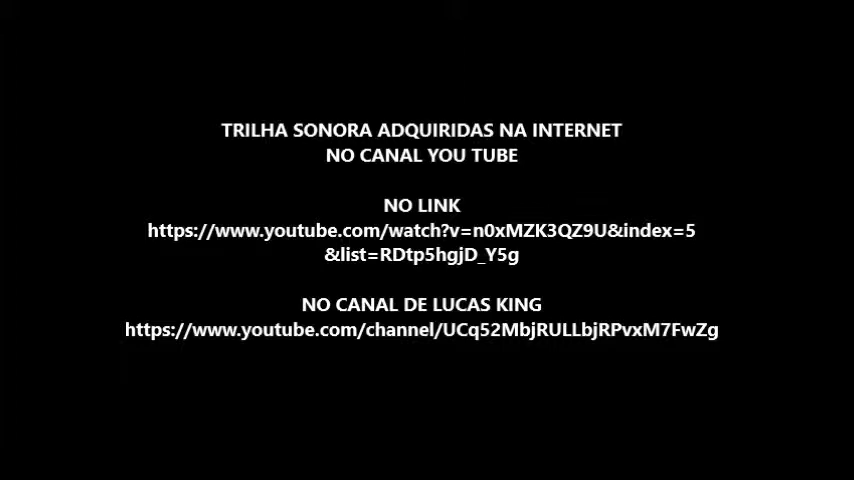 TRILHA SONORA ADQUIRIDAS NA INTERNET
NO CANAL YOU TUBE
NO LINK
https://www.youtube.com/watch?v=n0xMZK3QZ9U&index=5
&list=RDtp5hgjD_Y5g
NO CANAL DE LUCAS KING
https://www.youtube.com/channel/UCq52MbjRULLbjRPvxM7FwZg